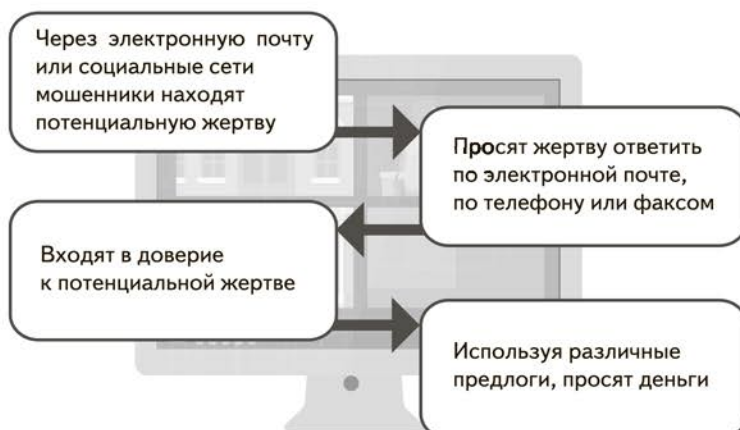 Через электронную почту
или социальные сети
мошенники находят
потенциальную жертву
Просят жертву ответить
по электронной почте,
по телефону или факсом
Входят в доверие
к потенциальной жертве
Используя различные
предлоги, просят деньги